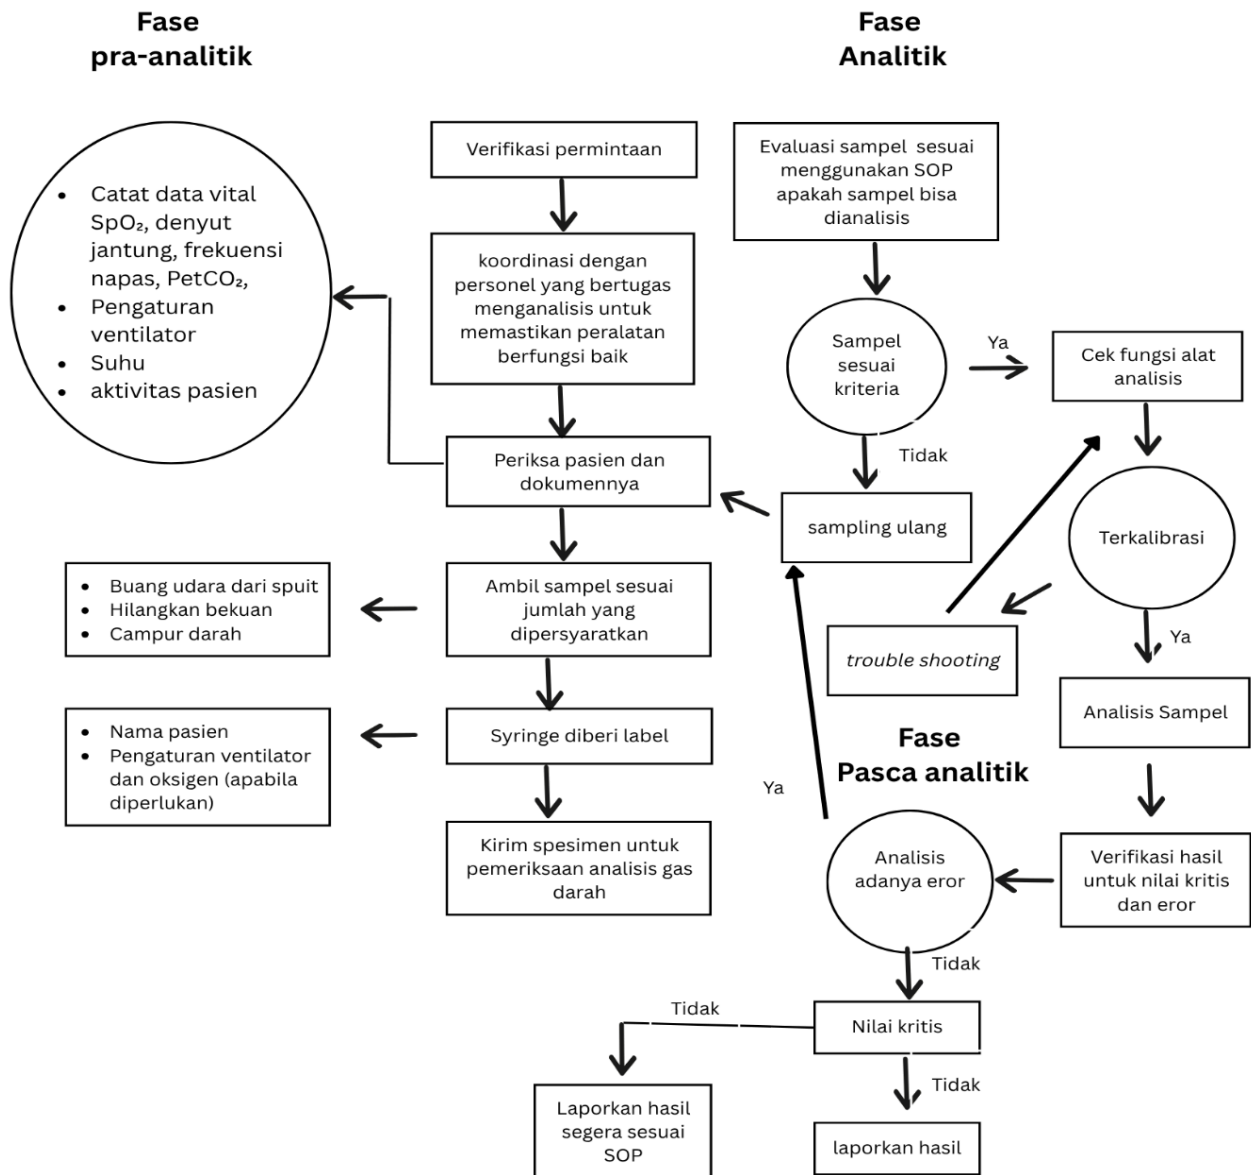 Fase
pra-analitik
Catat data vital
SpO₂, denyut
jantung, frekuensi
napas, PetCO₂,
Pengaturan
ventilator
Suhu
aktivitas pasien
Verifikasi permintaan
koordinasi dengan
personel yang bertugas
menganalisis untuk
memastikan peralatan
berfungsi baik
Periksa pasien dan
dokumennya
Ambil sampel sesuai
jumlah yang
dipersyaratkan
Buang udara dari spuit
Hilangkan bekuan
Campur darah
Syringe diberi label
Nama pasien
Pengaturan ventilator
dan oksigen (apabila
diperlukan)
Kirim spesimen untuk
pemeriksaan analisis gas
darah
Fase
Analitik
Evaluasi sampel sesuai
menggunakan SOP
apakah sampel bisa
dianalisis
Sampel
sesuai
kriteria
Ya
Cek fungsi alat
analisis
Tidak
sampling ulang
Terkalibrasi
trouble shooting
Ya
Analisis Sampel
Fase
Pasca analitik
Ya
Verifikasi hasil
untuk nilai kritis
dan eror
Analisis
adanya eror
Tidak
Nilai kritis
Tidak
Laporkan hasil
segera sesuai
SOP
Tidak
laporkan hasil